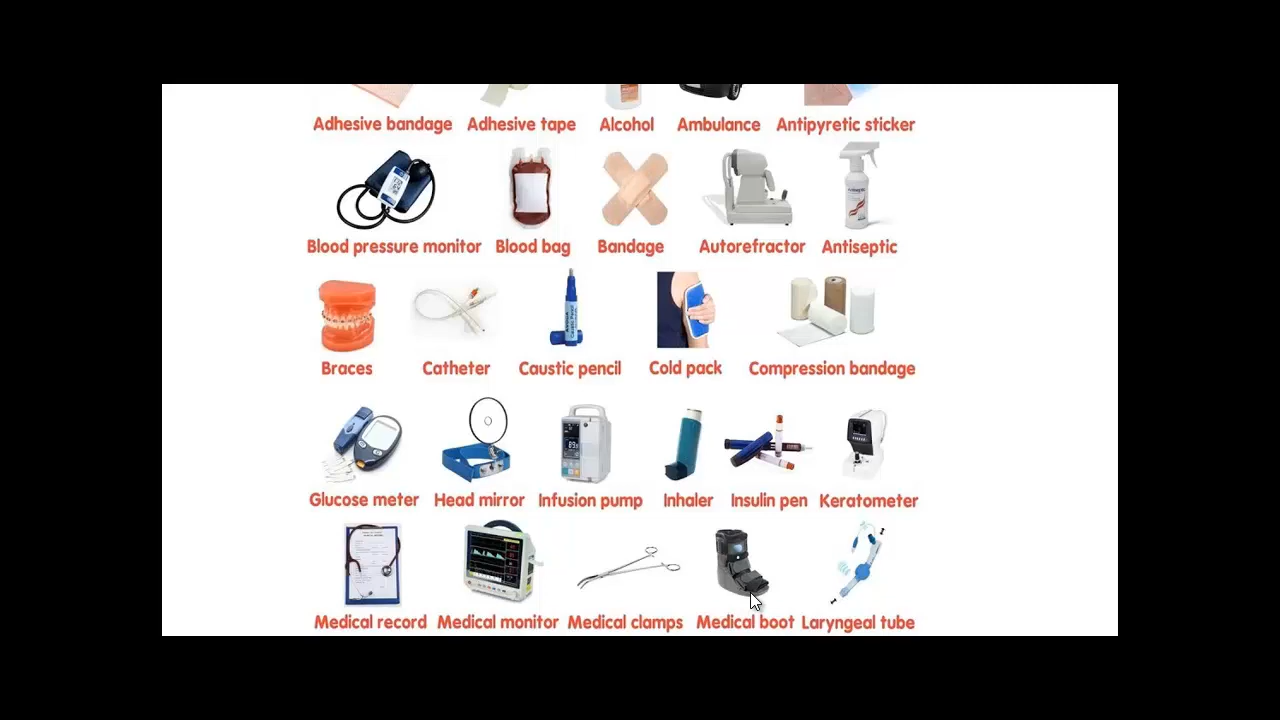 Adhesive bandage Adhesive tape Alcohol Ambulance Antipyretic sticker
Antiseptic
Blood pressure monitor Blood bag Bandage Autorefractor Antiseptic
Braces Catheter Caustic pencil Cold pack Compression bandage
Glucose meter Head mirror Infusion pump Inhaler Insulin pen Keratometer
Medical record Medical monitor Medical clamps Medical boot Laryngeal tube